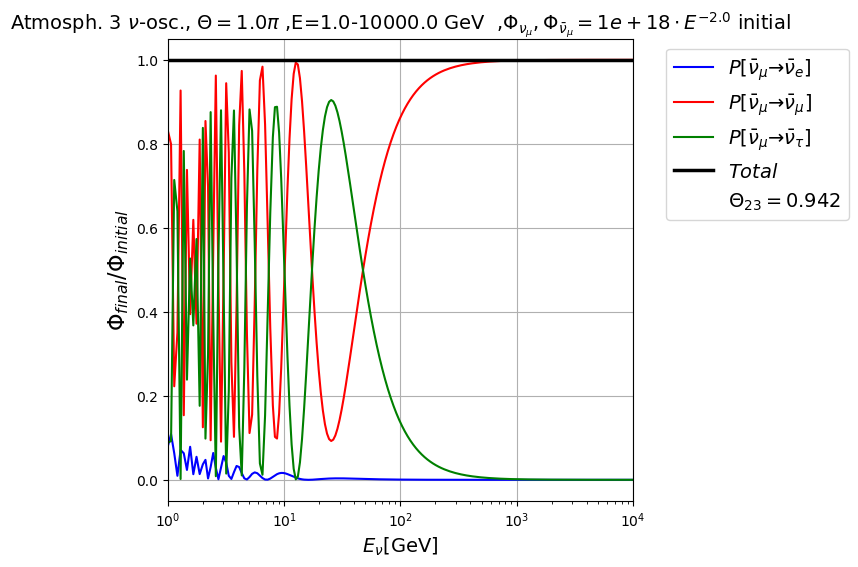 Atmosph. 3 ν-osc., Θ = 1.0π ,E=1.0-10000.0 GeV ,Φ_{ν_μ}, Φ_{ν̄_μ} = 1e + 18 · E^{−2.0} initial
P[ν̄_μ→ν̄_e]
P[ν̄_μ→ν̄_μ]
P[ν̄_μ→ν̄_τ]
Total
Θ_{23} = 0.942
Φ_{final}/Φ_{initial}
1.0
0.8
0.6
0.4
0.2
0.0
10^0 10^1 10^2 10^3 10^4
E_ν[GeV]